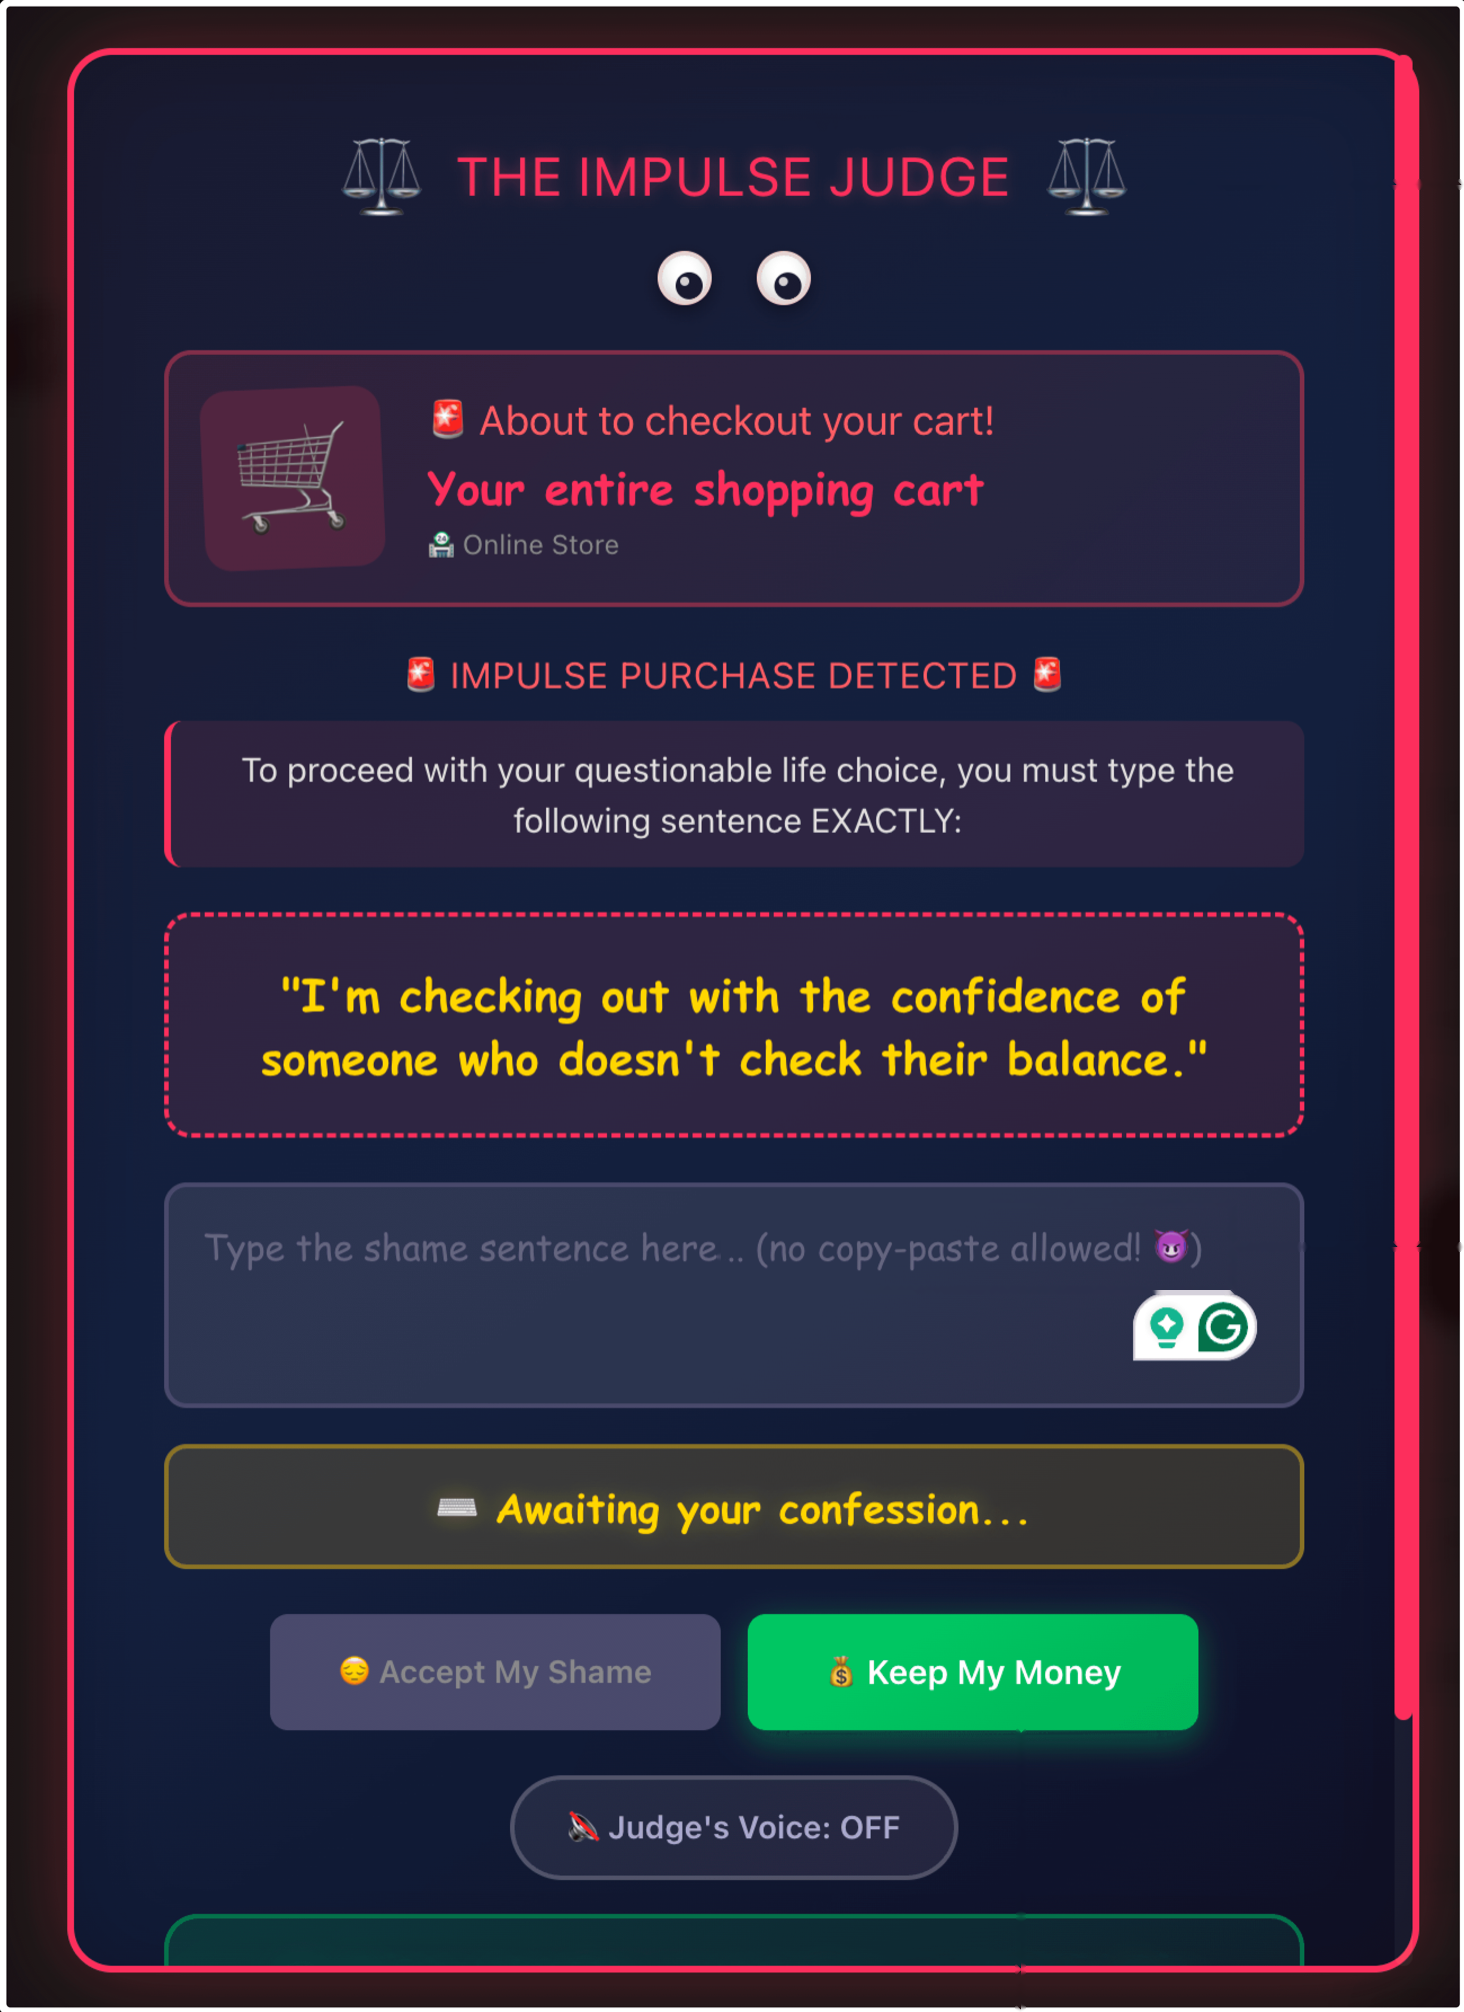 THE IMPULSE JUDGE
About to checkout your cart!
Your entire shopping cart
Online Store
IMPULSE PURCHASE DETECTED
To proceed with your questionable life choice, you must type the
following sentence EXACTLY:
"I'm checking out with the confidence of
someone who doesn't check their balance."
Type the shame sentence here... (no copy-paste allowed! 😈)
Awaiting your confession...
Accept My Shame
Keep My Money
Judge's Voice: OFF